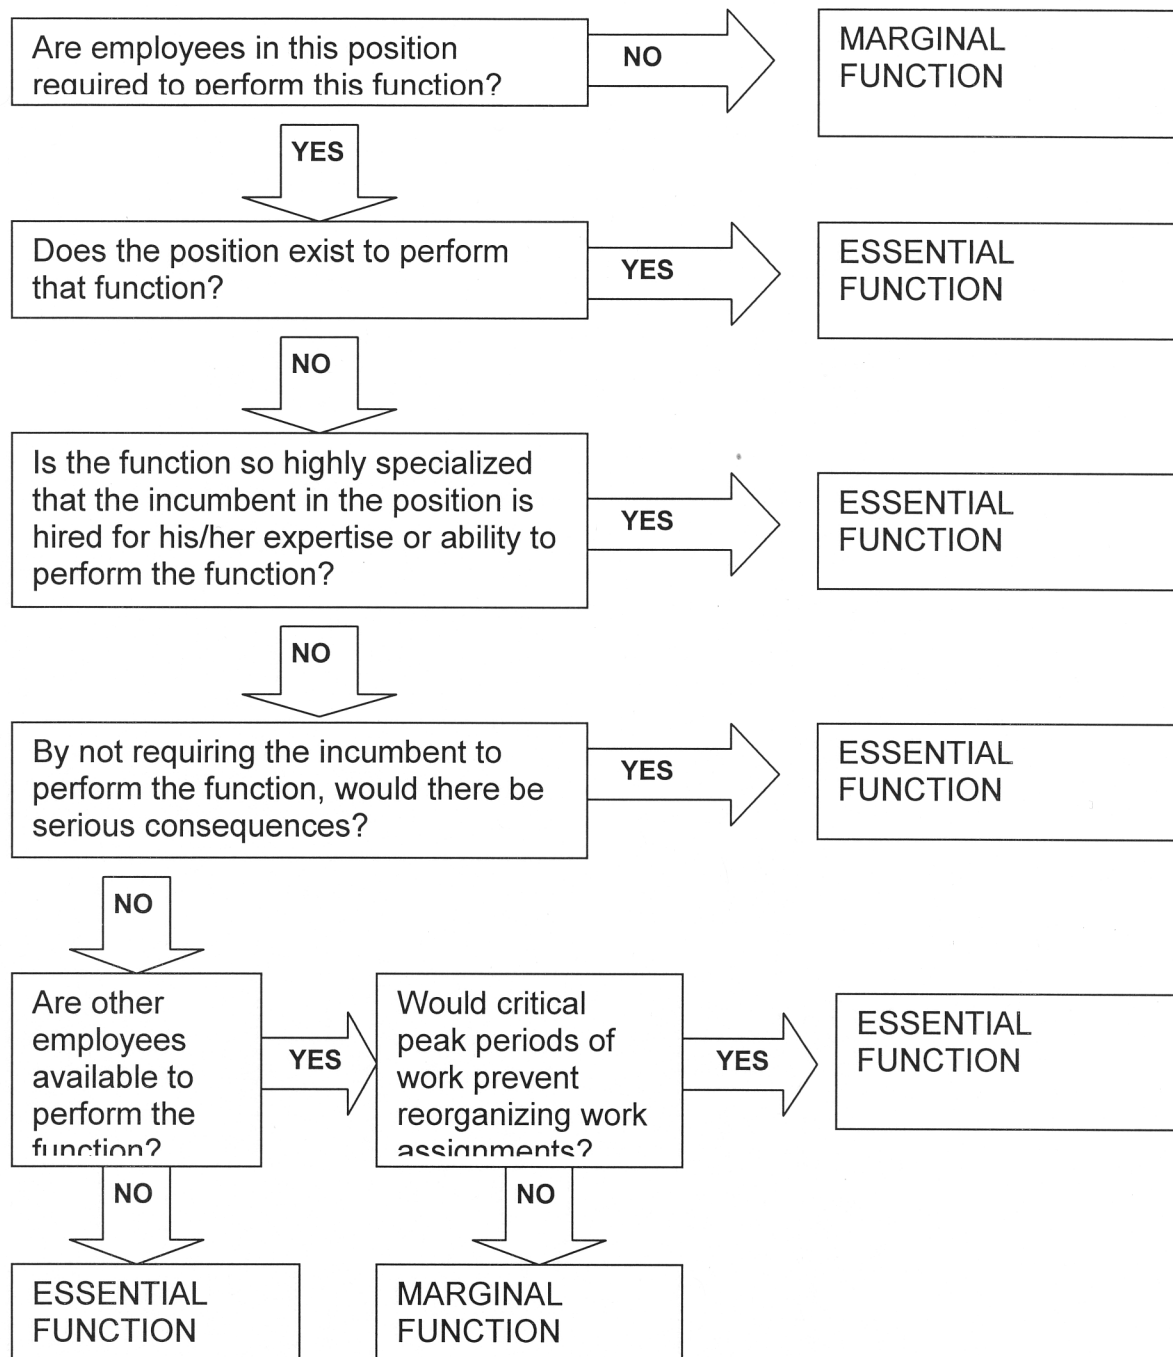 Are employees in this position
required to perform this function?
NO
MARGINAL
FUNCTION
YES
Does the position exist to perform
that function?
YES
ESSENTIAL
FUNCTION
NO
Is the function so highly specialized
that the incumbent in the position is
hired for his/her expertise or ability to
perform the function?
YES
ESSENTIAL
FUNCTION
NO
By not requiring the incumbent to
perform the function, would there be
serious consequences?
YES
ESSENTIAL
FUNCTION
NO
Are other
employees
available to
perform the
function?
YES
Would critical
peak periods of
work prevent
reorganizing work
assignments?
YES
ESSENTIAL
FUNCTION
NO
NO
ESSENTIAL
FUNCTION
MARGINAL
FUNCTION